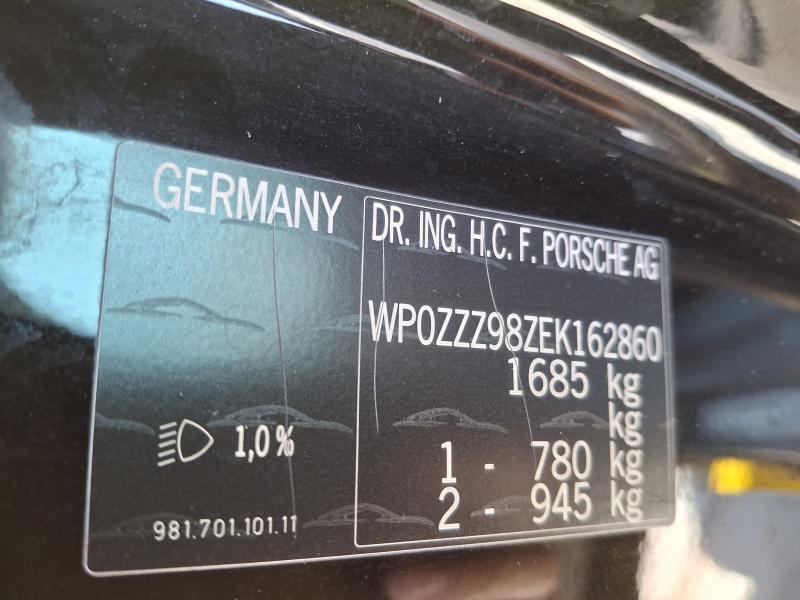 GERMANY
DR. ING. H.C. F. PORSCHE AG
WP0ZZZ98ZEK162860
1685 kg
kg
1 - 780 kg
2 - 945 kg
1,0%
981.701.101.11